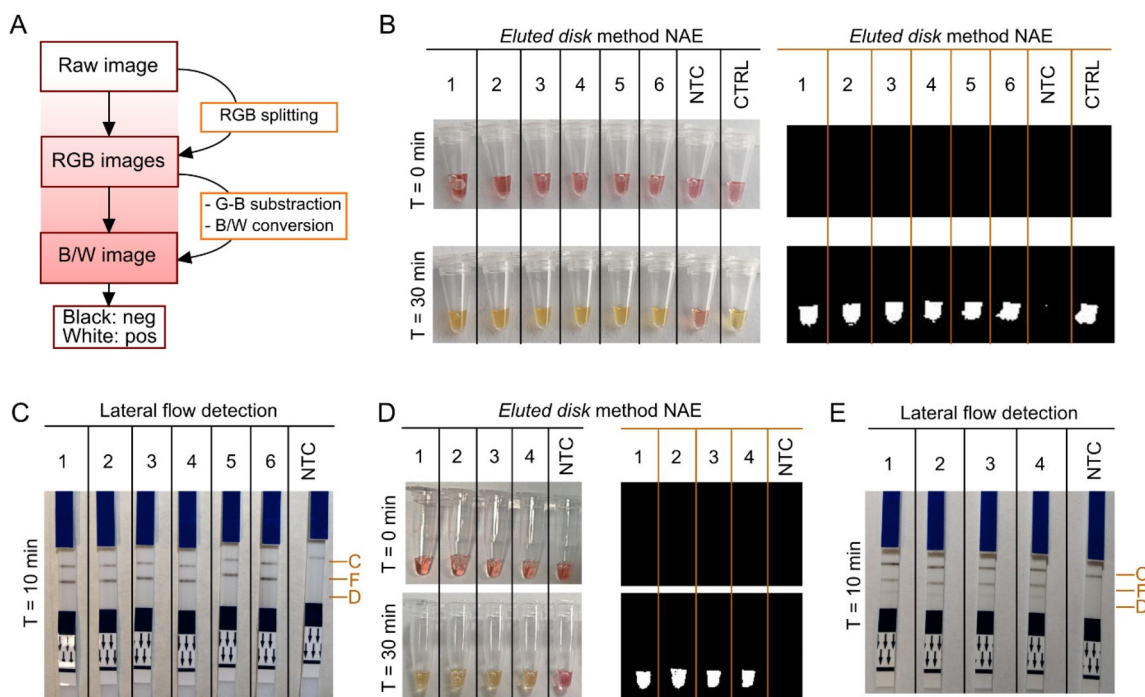 A
Raw image
RGB splitting
RGB images
- G-B substraction
- B/W conversion
B/W image
Black: neg
White: pos
B
Eluted disk method NAE
1 2 3 4 5 6 NTC CTRL
T = 0 min
T = 30 min
Eluted disk method NAE
1 2 3 4 5 6 NTC CTRL
C
Lateral flow detection
1 2 3 4 5 6 NTC
T = 10 min
C
F
D
D
Eluted disk method NAE
1 2 3 4 NTC
T = 0 min
T = 30 min
1 2 3 4 NTC
E
Lateral flow detection
1 2 3 4 NTC
T = 10 min
C
F
D